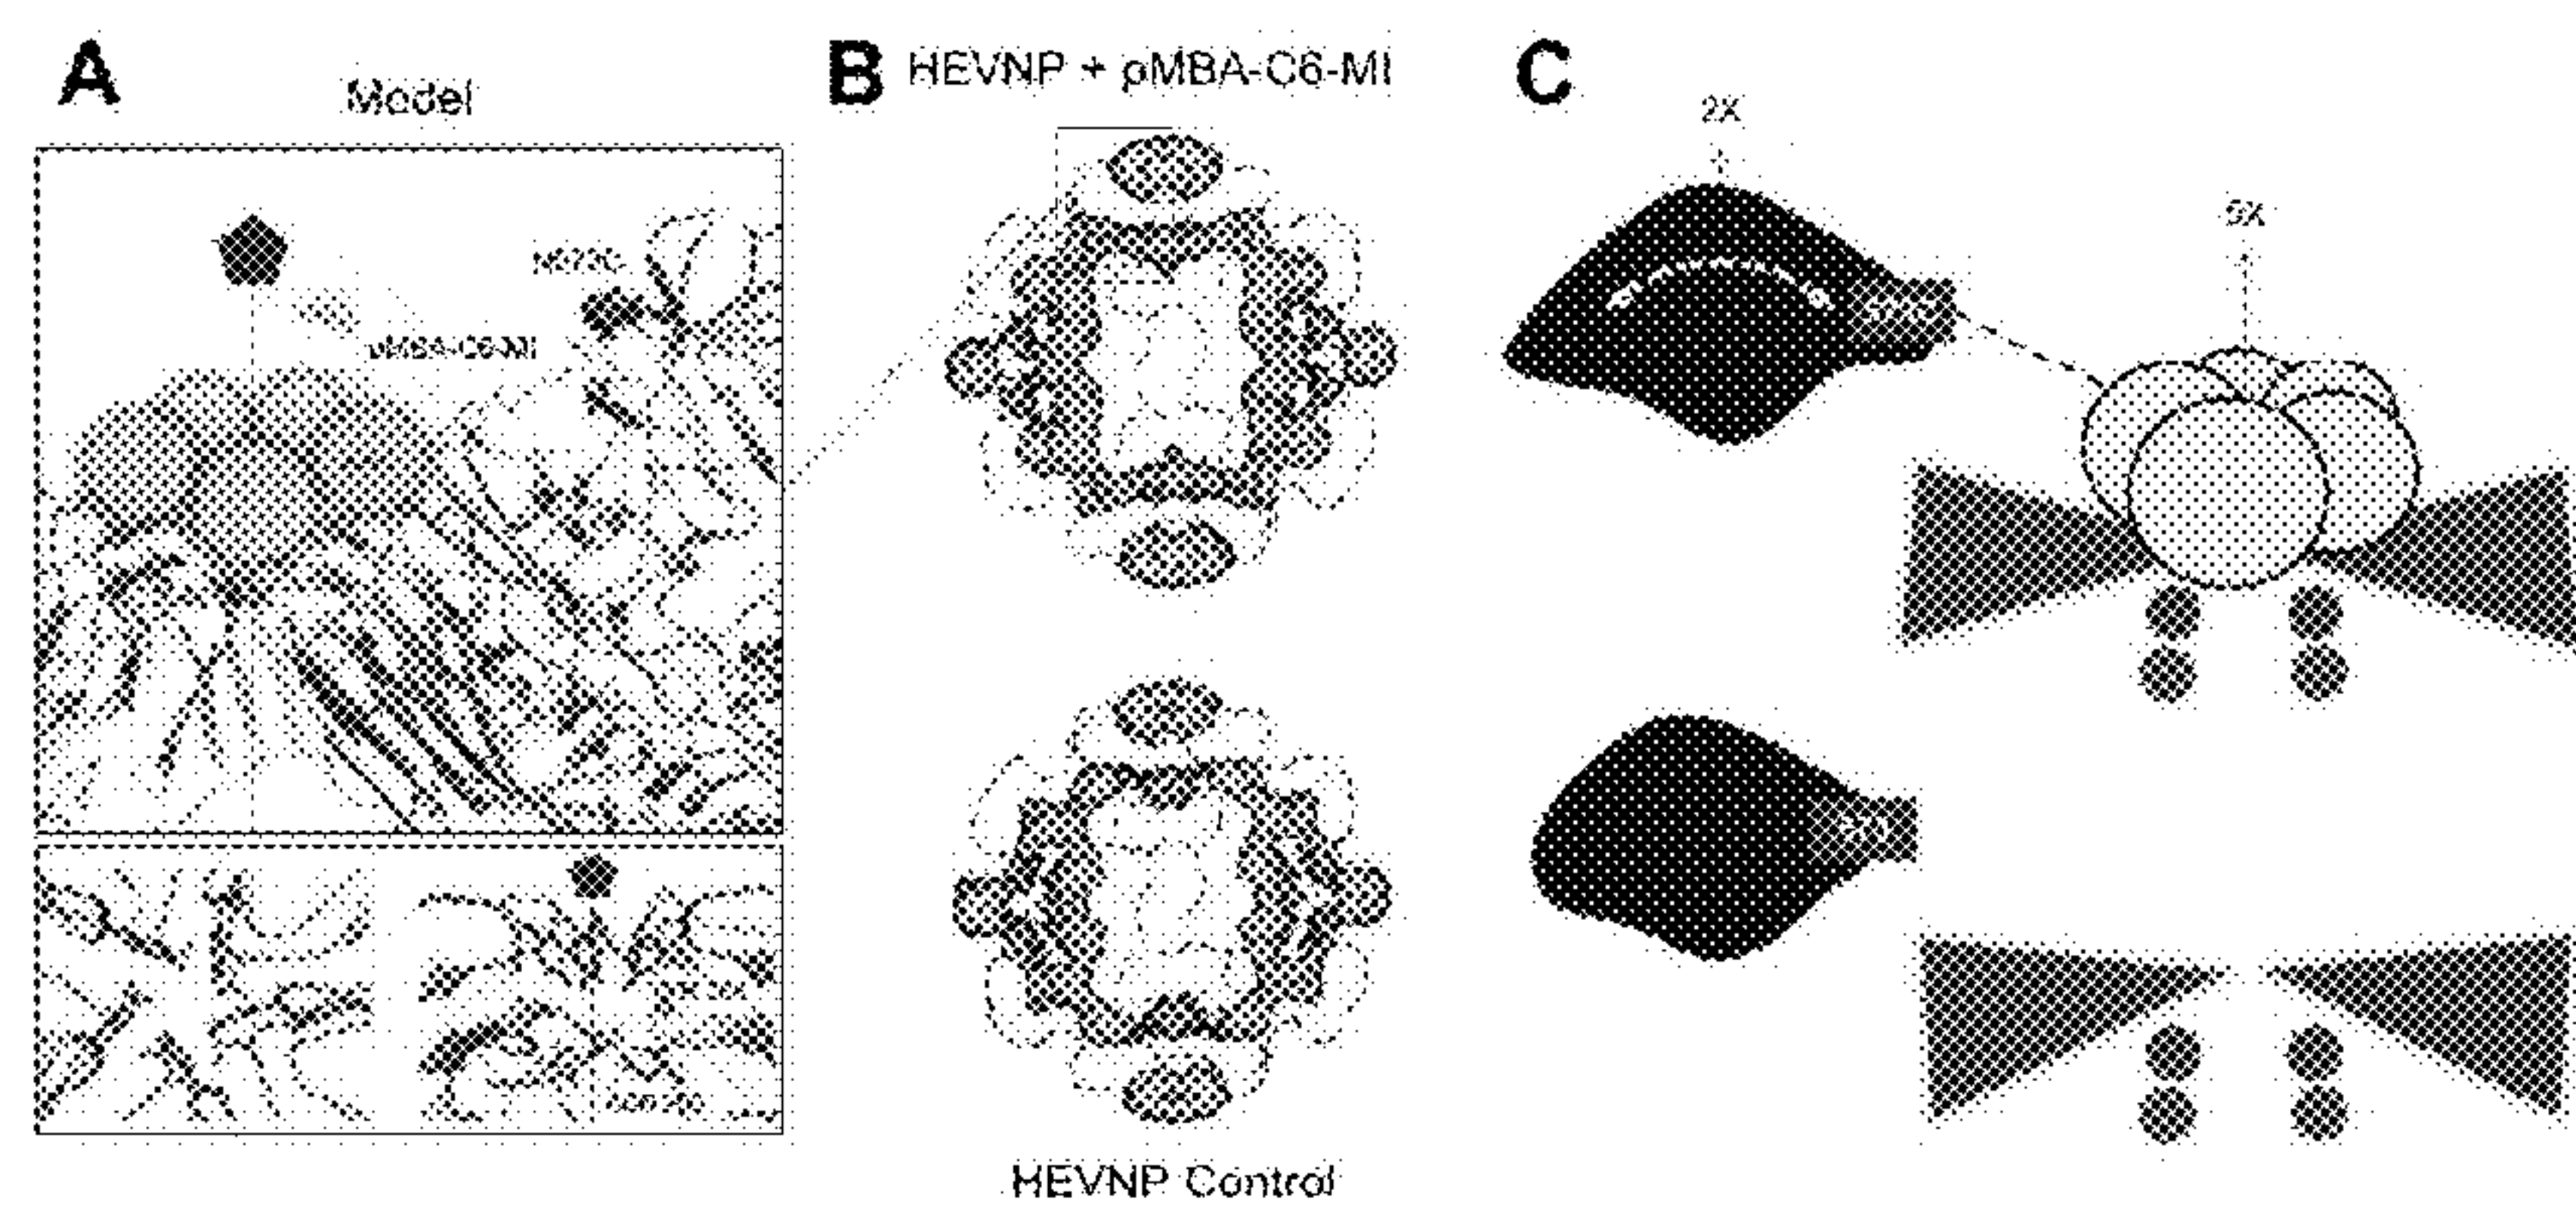 A
Model
pMBA-C6-MI
B
HEVNP + pMBA-C6-MI
HEVNP Control
C
2X
5X